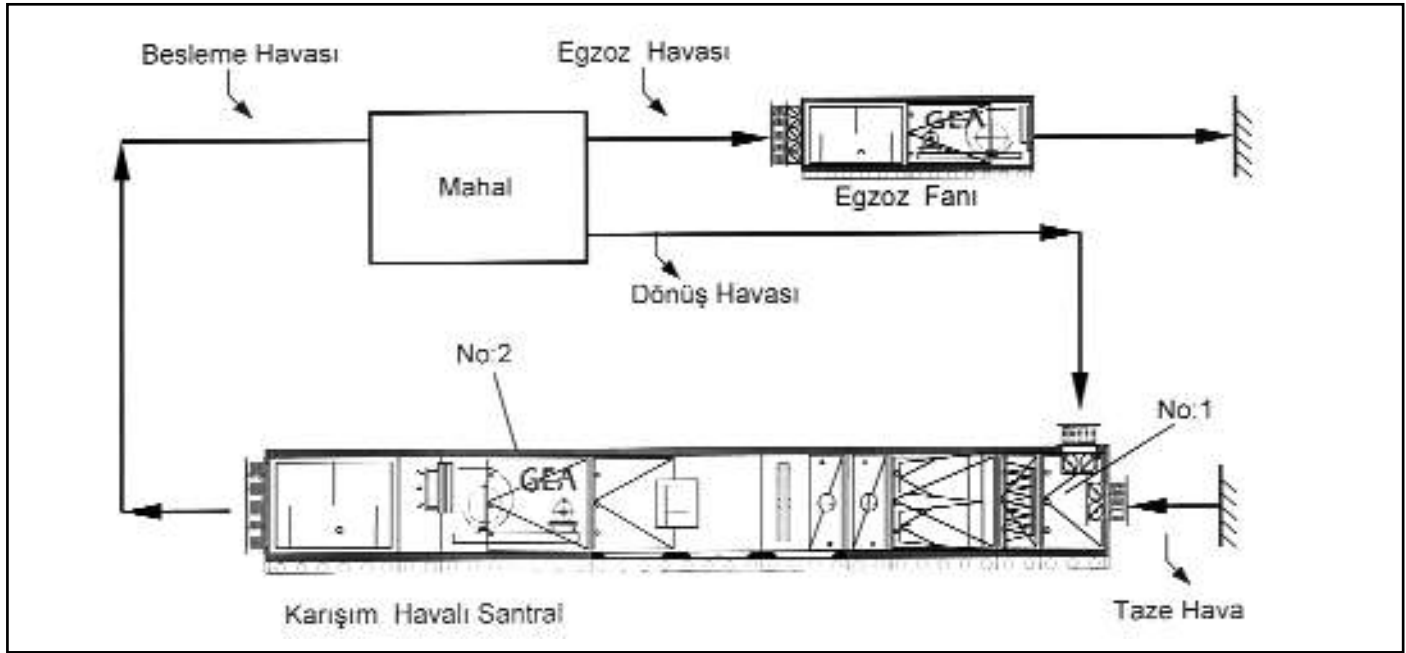 Besleme Havası
Egzoz Havası
GEA
Mahal
Egzoz Fanı
Dönüş Havası
No:2
No:1
GEA
Karışım Havalı Santral
Taze Hava